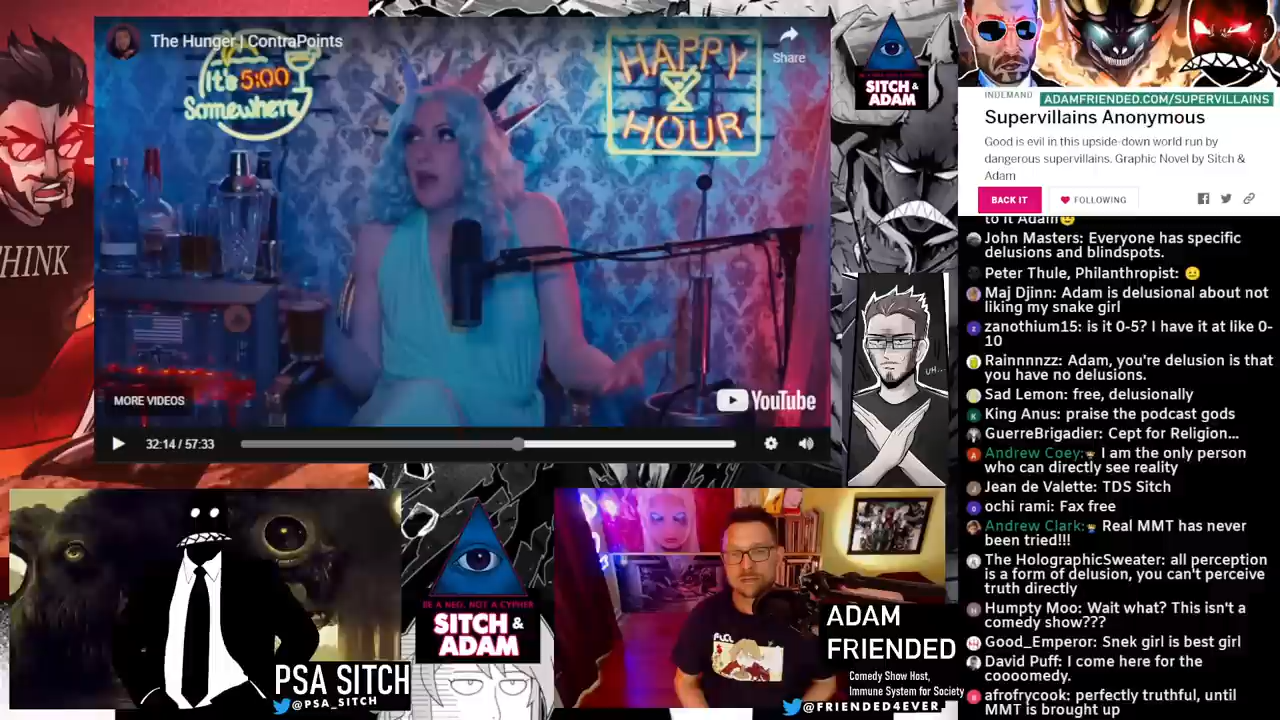 The Hunger | ContraPoints
It's 5:00
Somewhere
HAPPY
HOUR
Share
MORE VIDEOS
YouTube
32:14 / 57:33
THINK
SITCH &
ADAM
UH..
INDEMAND
ADAMFRIENDED.COM/SUPERVILLAINS
Supervillains Anonymous
Good is evil in this upside-down world run by
dangerous supervillains. Graphic Novel by Sitch &
Adam
BACK IT
FOLLOWING
to it Adam
John Masters: Everyone has specific
delusions and blindspots.
Peter Thule, Philanthropist:
Maj Djinn: Adam is delusional about not
liking my snake girl
zanothium15: is it 0-5? I have it at like 0-
10
Rainnnnzz: Adam, you're delusion is that
you have no delusions.
Sad Lemon: free, delusionally
King Anus: praise the podcast gods
GuerreBrigadier: Cept for Religion...
Andrew Coey: I am the only person
who can directly see reality
Jean de Valette: TDS Sitch
ochi rami: Fax free
Andrew Clark: Real MMT has never
been tried!!!
The HolographicSweater: all perception
is a form of delusion, you can't perceive
truth directly
Humpty Moo: Wait what? This isn't a
comedy show???
Good_Emperor: Snek girl is best girl
David Puff: I come here for the
cooooomedy.
afrofrycook: perfectly truthful, until
MMT is brought up
PSA SITCH
@PSA_SITCH
BE A NEO, NOT A CYPHER
SITCH &
ADAM
ADAM
FRIENDED
Comedy Show Host,
Immune System for Society
@FRIENDED4EVER